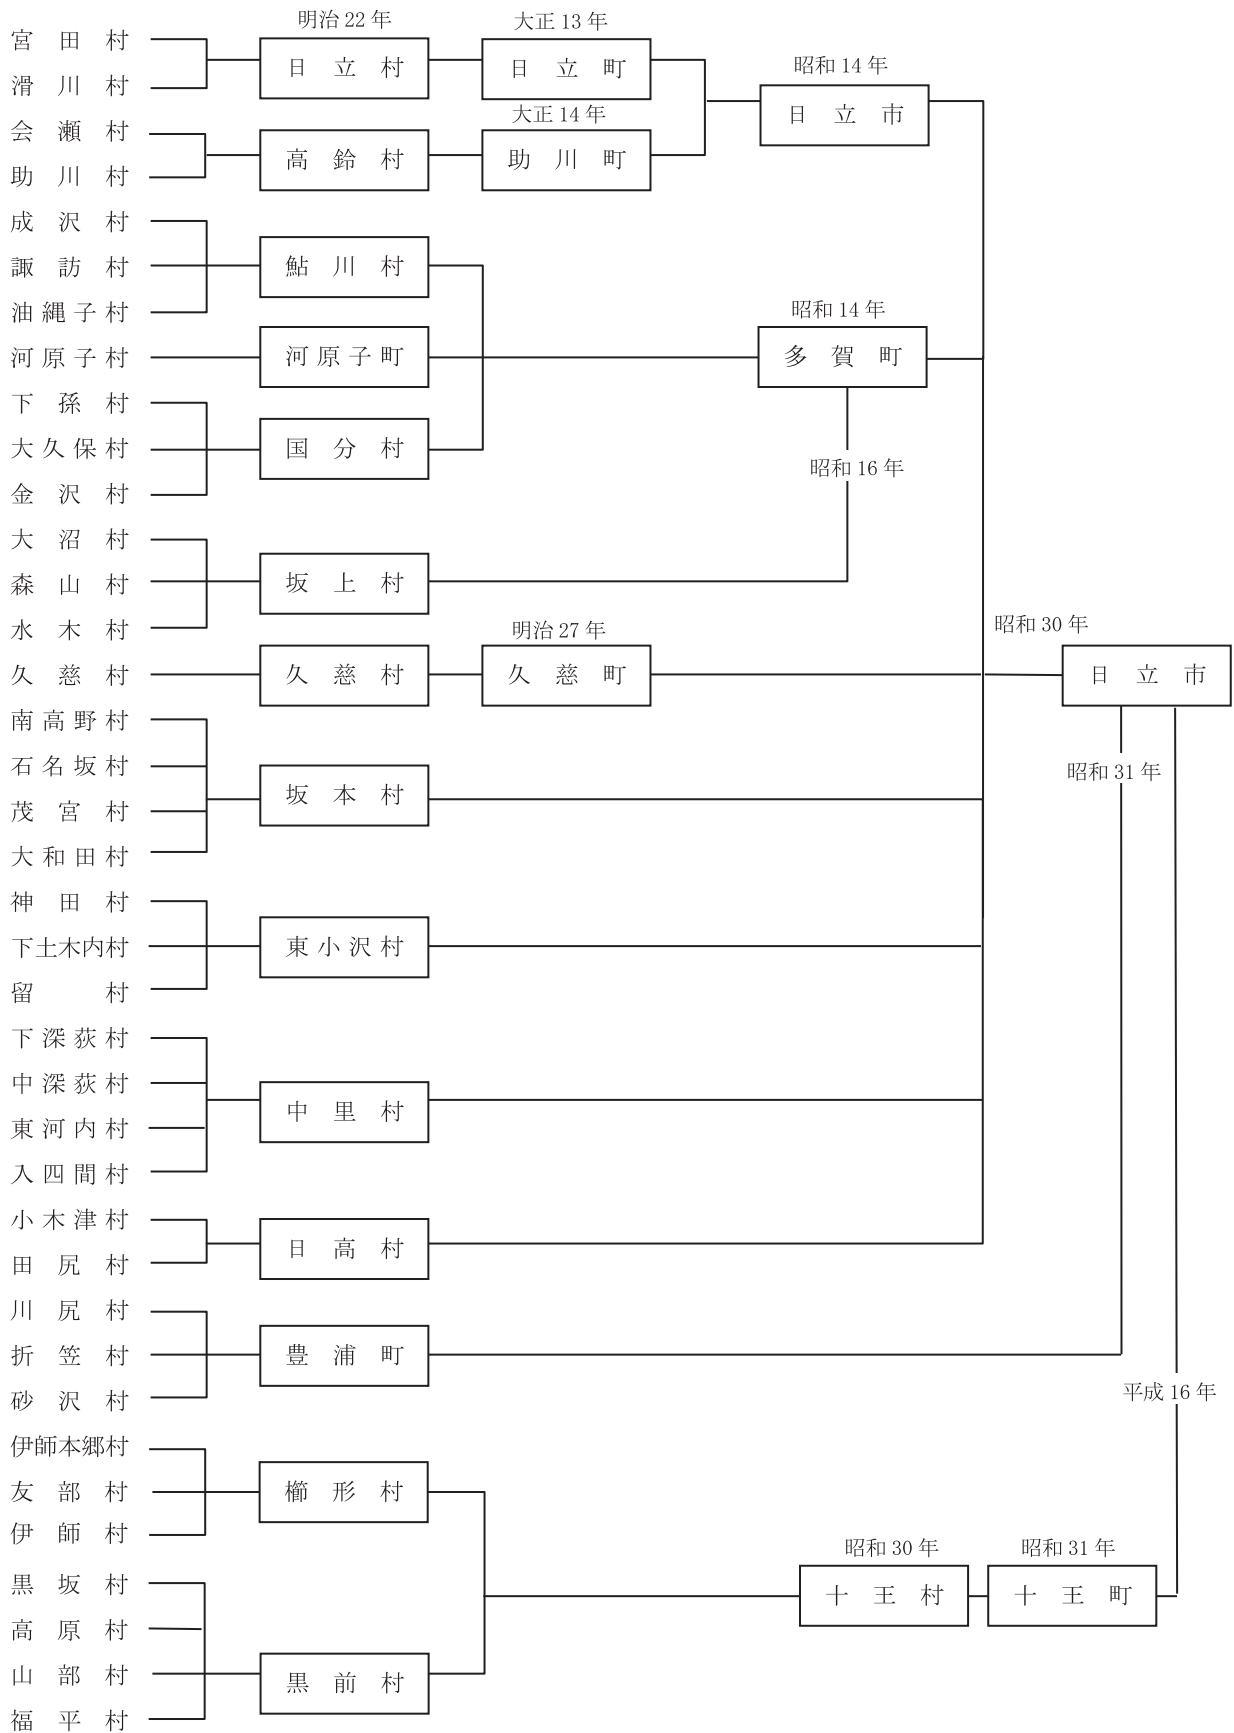 明治22年
大正13年
宮田村
日立村
日立町
昭和14年
滑川村
大正14年
日立市
会瀬村
高鈴村
助川町
助川村
成沢村
諏訪村
鮎川村
油縄子村
昭和14年
河原子村
河原子町
多賀町
下孫村
大久保村
国分村
昭和16年
金沢村
大沼村
森山村
坂上村
水木村
明治27年
昭和30年
久慈村
久慈村
久慈町
日立市
南高野村
石名坂村
昭和31年
坂本村
茂宮村
大和田村
神田村
下土木内村
東小沢村
留村
下深荻村
中深荻村
中里村
東河内村
入四間村
小木津村
日高村
田尻村
川尻村
折笠村
豊浦町
平成16年
砂沢村
伊師本郷村
友部村
櫛形村
伊師村
昭和30年
昭和31年
黒坂村
十王村
十王町
高原村
山部村
黒前村
福平村